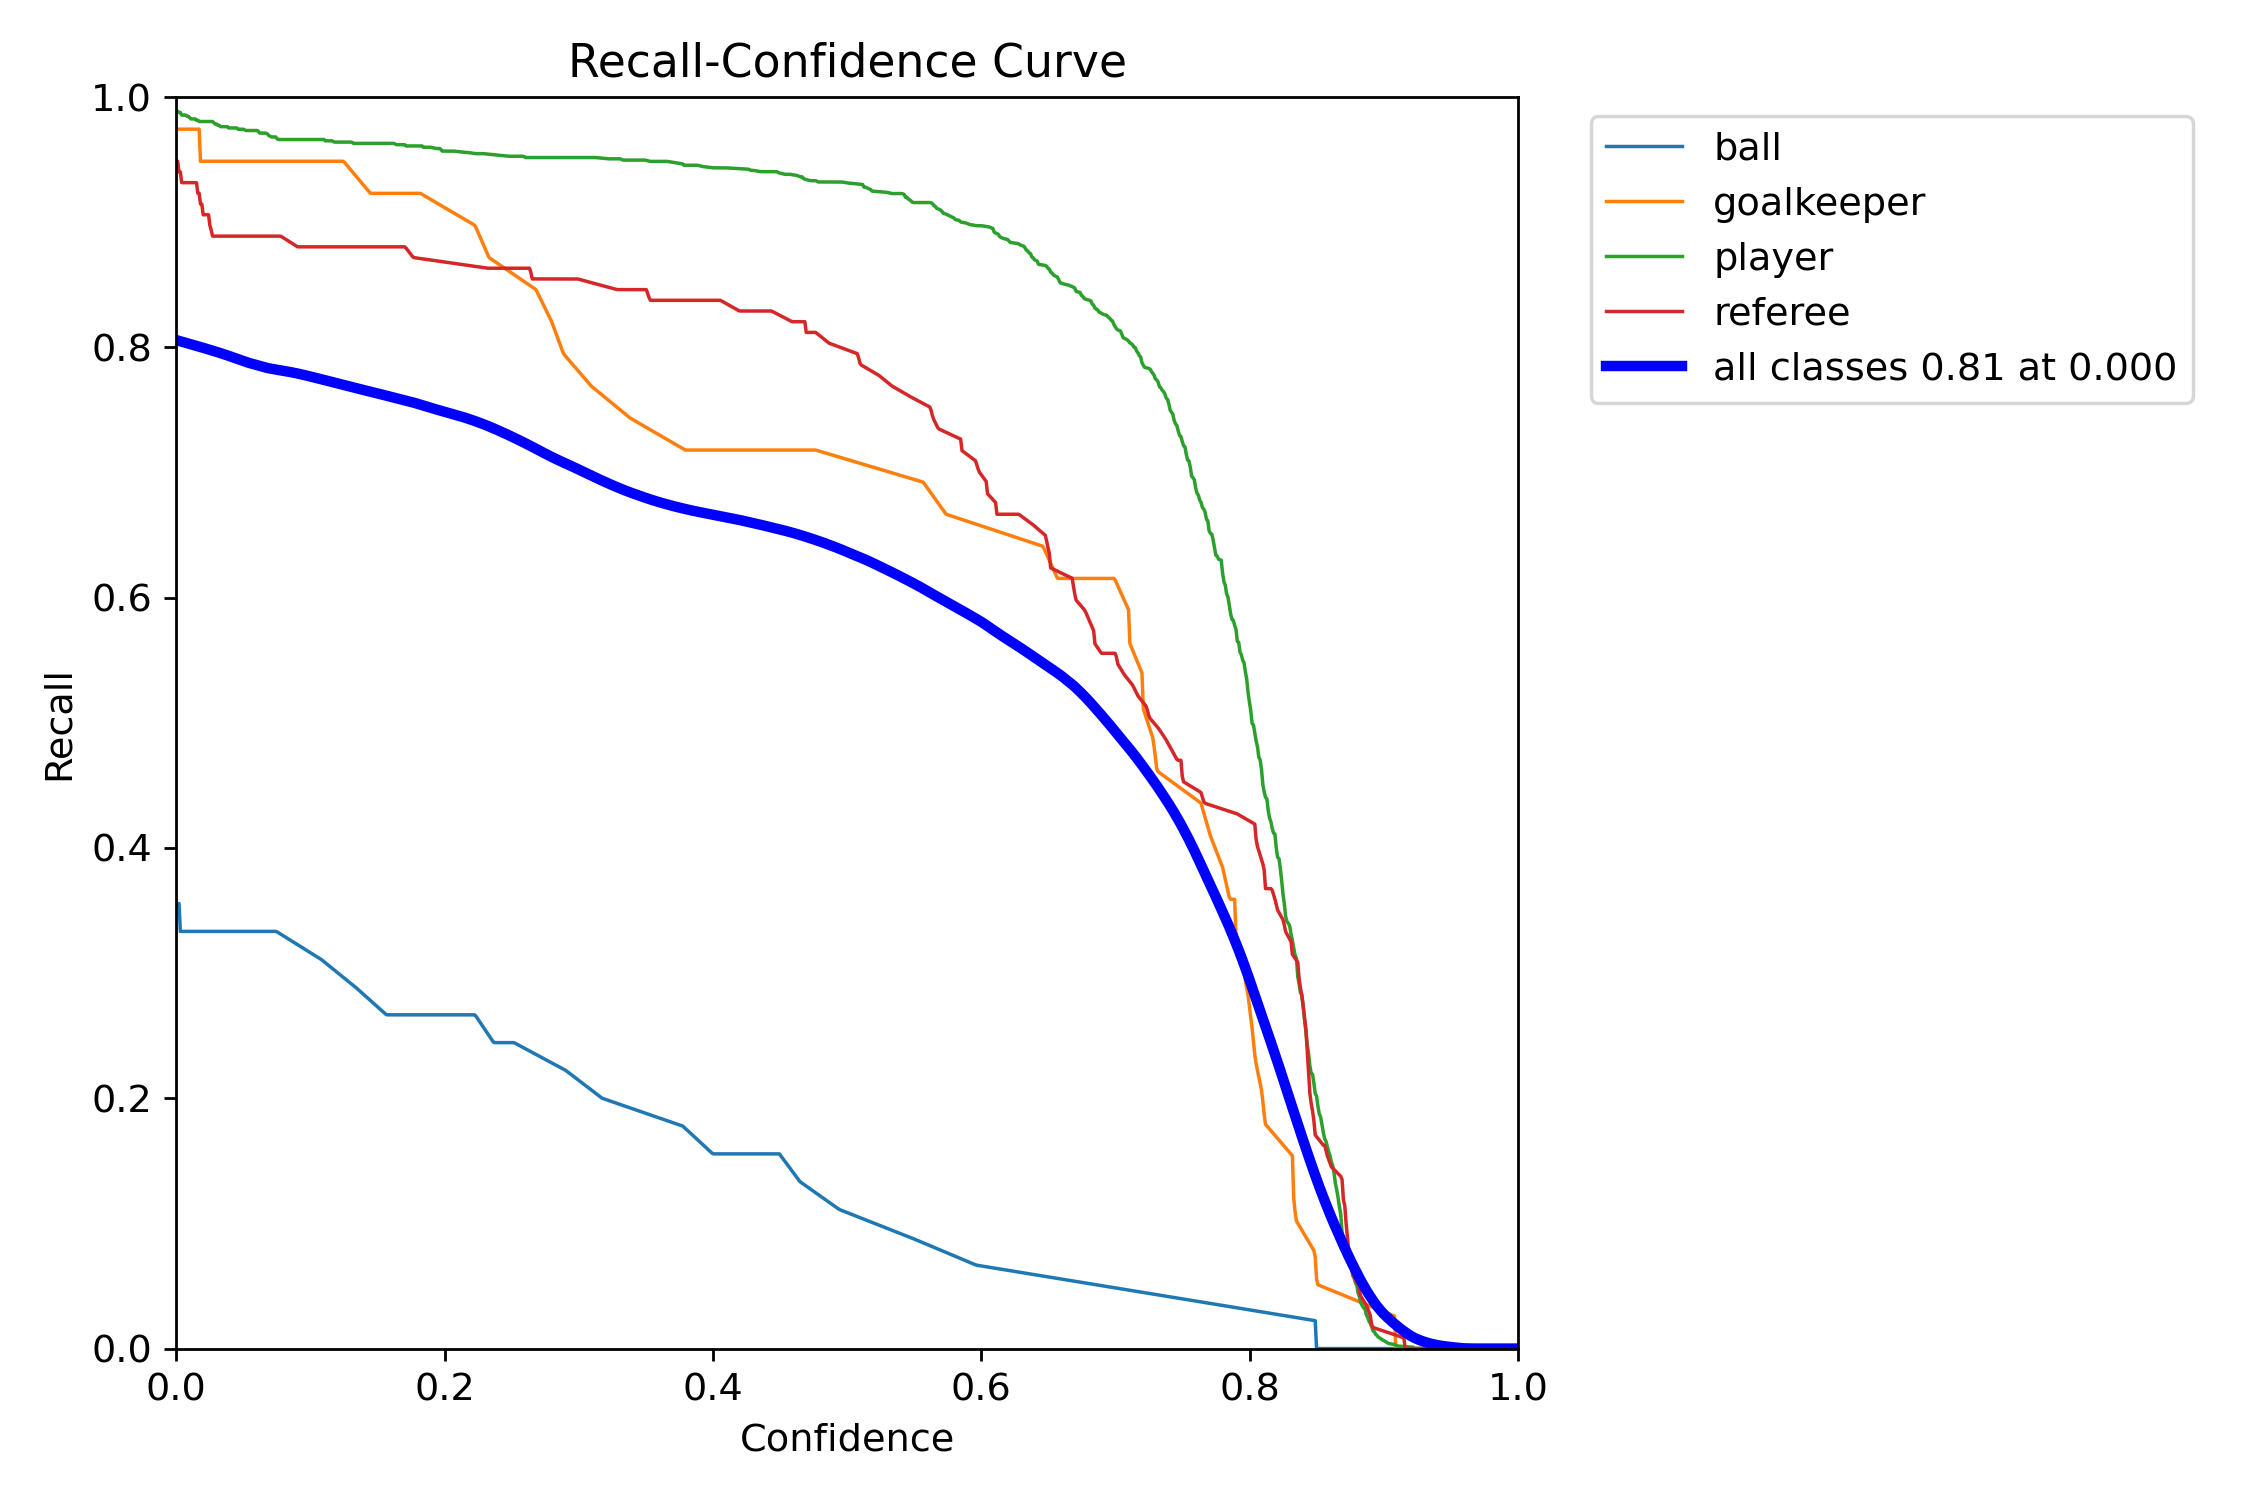 Recall-Confidence Curve
1.0
0.8
0.6
0.4
0.2
0.0
Recall
0.0 0.2 0.4 0.6 0.8 1.0
Confidence
ball
goalkeeper
player
referee
all classes 0.81 at 0.000